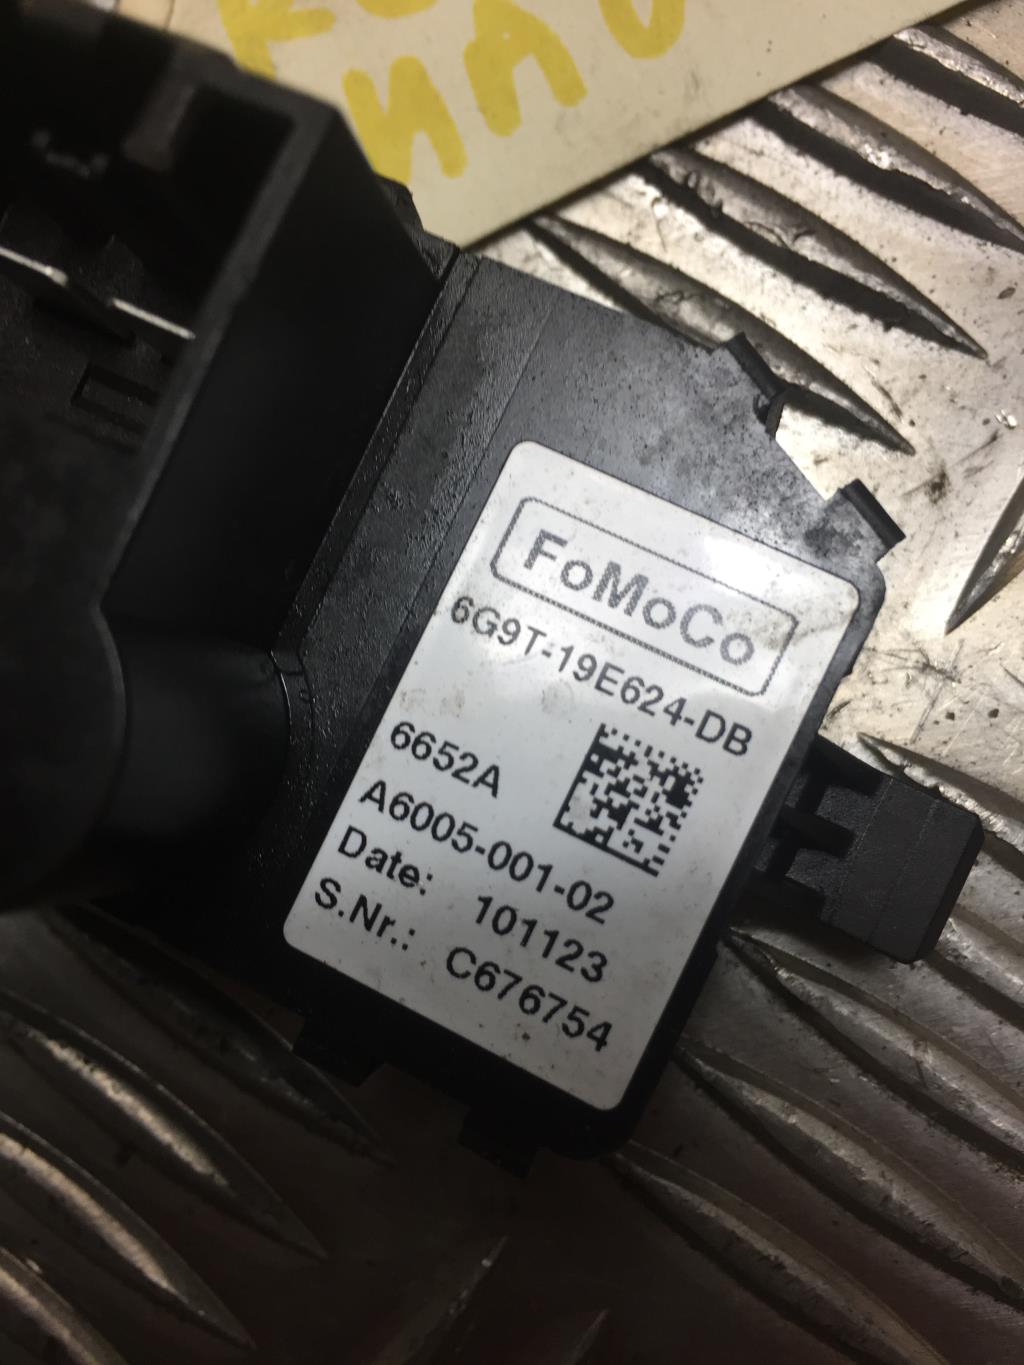 FoMoCo
6G9T-19E624-DB
6652A
A6005-001-02
Date: 101123
S.Nr.: C676754